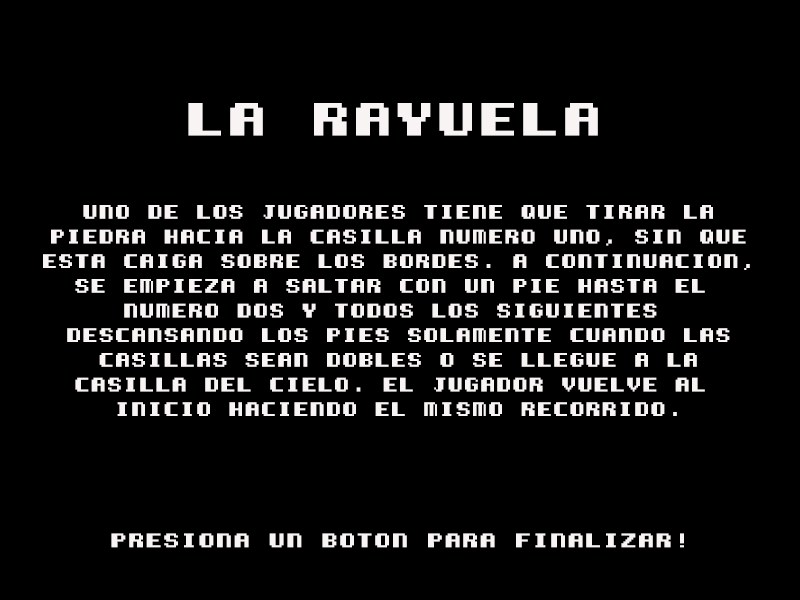 LA RAYUELA
UNO DE LOS JUGADORES TIENE QUE TIRAR LA
PIEDRA HACIA LA CASILLA NUMERO UNO, SIN QUE
ESTA CAIGA SOBRE LOS BORDES. A CONTINUACION,
SE EMPIEZA A SALTAR CON UN PIE HASTA EL
NUMERO DOS Y TODOS LOS SIGUIENTES
DESCANSANDO LOS PIES SOLAMENTE CUANDO LAS
CASILLAS SEAN DOBLES O SE LLEGUE A LA
CASILLA DEL CIELO. EL JUGADOR VUELVE AL
INICIO HACIENDO EL MISMO RECORRIDO.
PRESIONA UN BOTON PARA FINALIZAR!